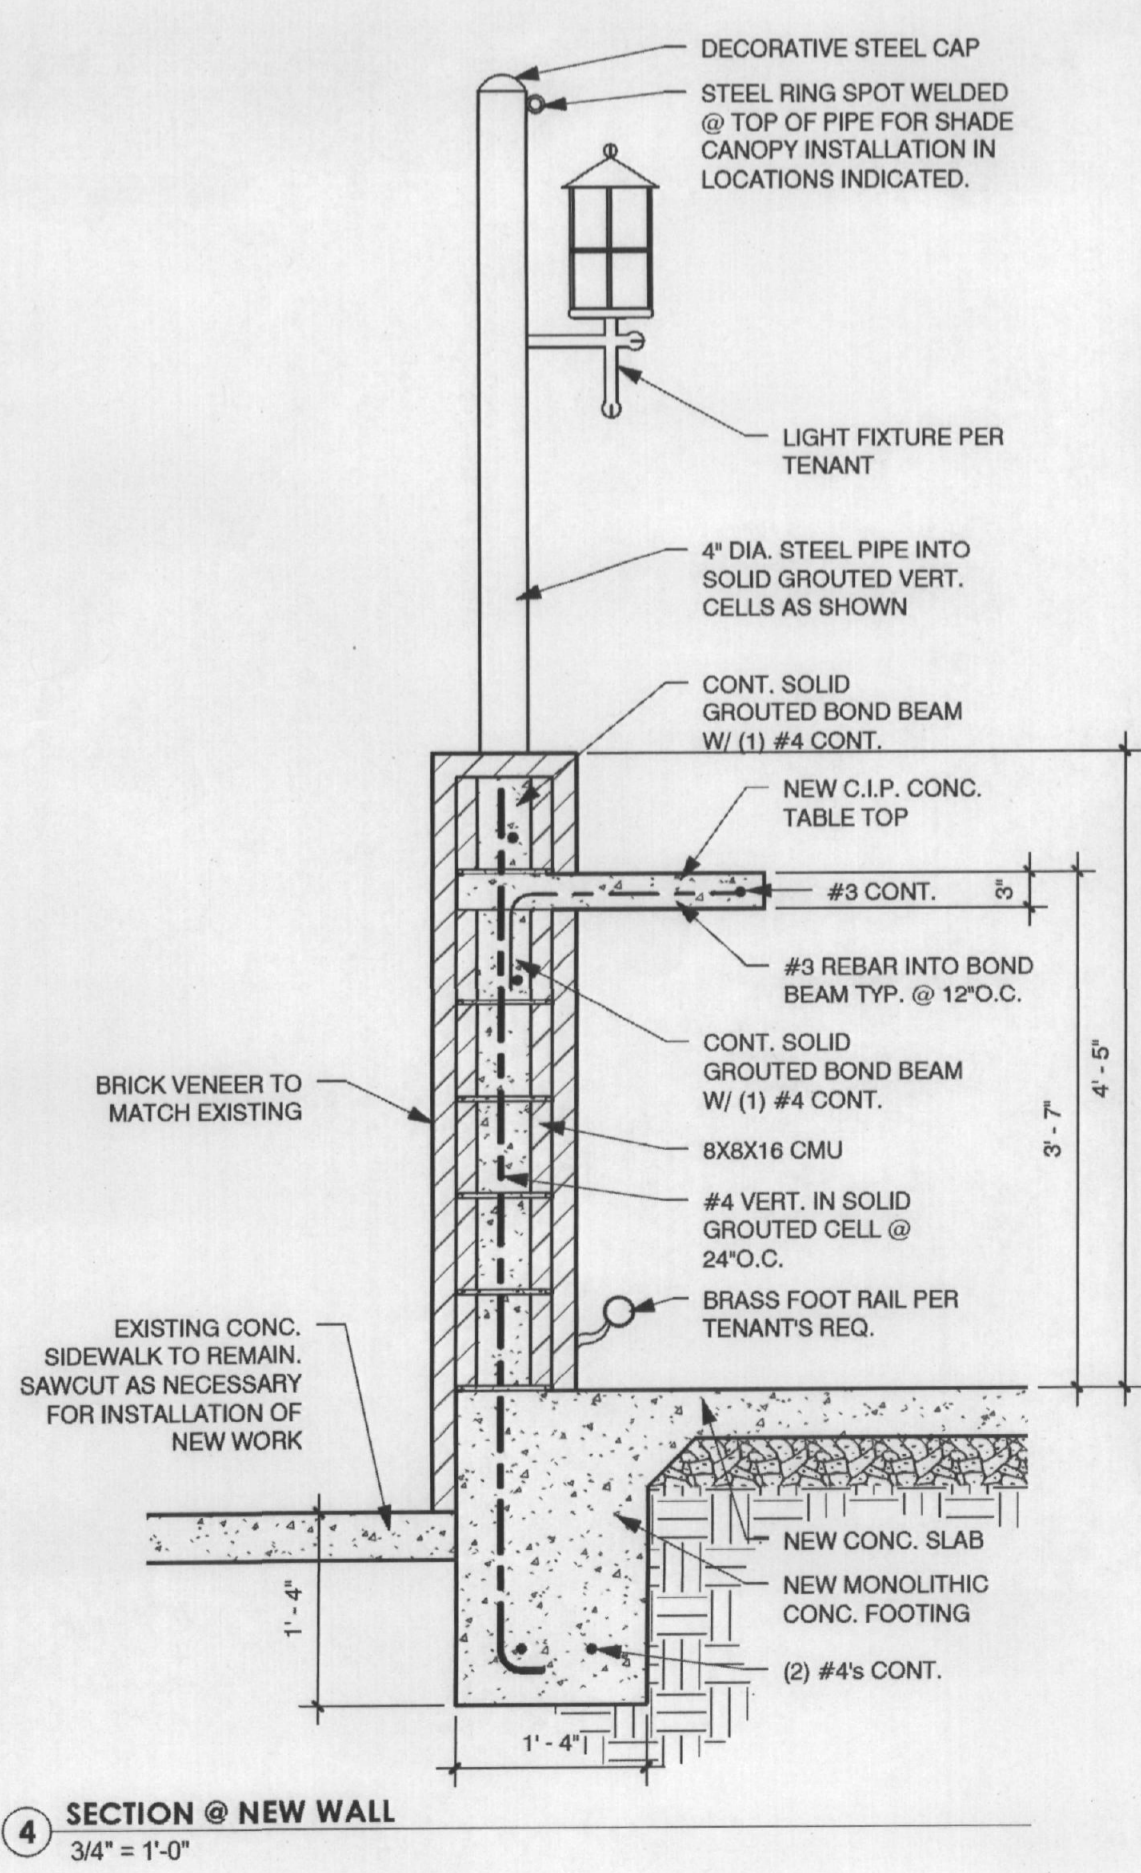 DECORATIVE STEEL CAP
STEEL RING SPOT WELDED
@ TOP OF PIPE FOR SHADE
CANOPY INSTALLATION IN
LOCATIONS INDICATED.
LIGHT FIXTURE PER
TENANT
4" DIA. STEEL PIPE INTO
SOLID GROUTED VERT.
CELLS AS SHOWN
CONT. SOLID
GROUTED BOND BEAM
W/ (1) #4 CONT.
NEW C.I.P. CONC.
TABLE TOP
#3 CONT.
3"
#3 REBAR INTO BOND
BEAM TYP. @ 12"O.C.
CONT. SOLID
GROUTED BOND BEAM
W/ (1) #4 CONT.
4' - 5"
3' - 7"
BRICK VENEER TO
MATCH EXISTING
8X8X16 CMU
#4 VERT. IN SOLID
GROUTED CELL @
24"O.C.
BRASS FOOT RAIL PER
TENANT'S REQ.
EXISTING CONC.
SIDEWALK TO REMAIN.
SAWCUT AS NECESSARY
FOR INSTALLATION OF
NEW WORK
NEW CONC. SLAB
NEW MONOLITHIC
CONC. FOOTING
(2) #4's CONT.
1' - 4"
1' - 4"
4
SECTION @ NEW WALL
3/4" = 1'-0"